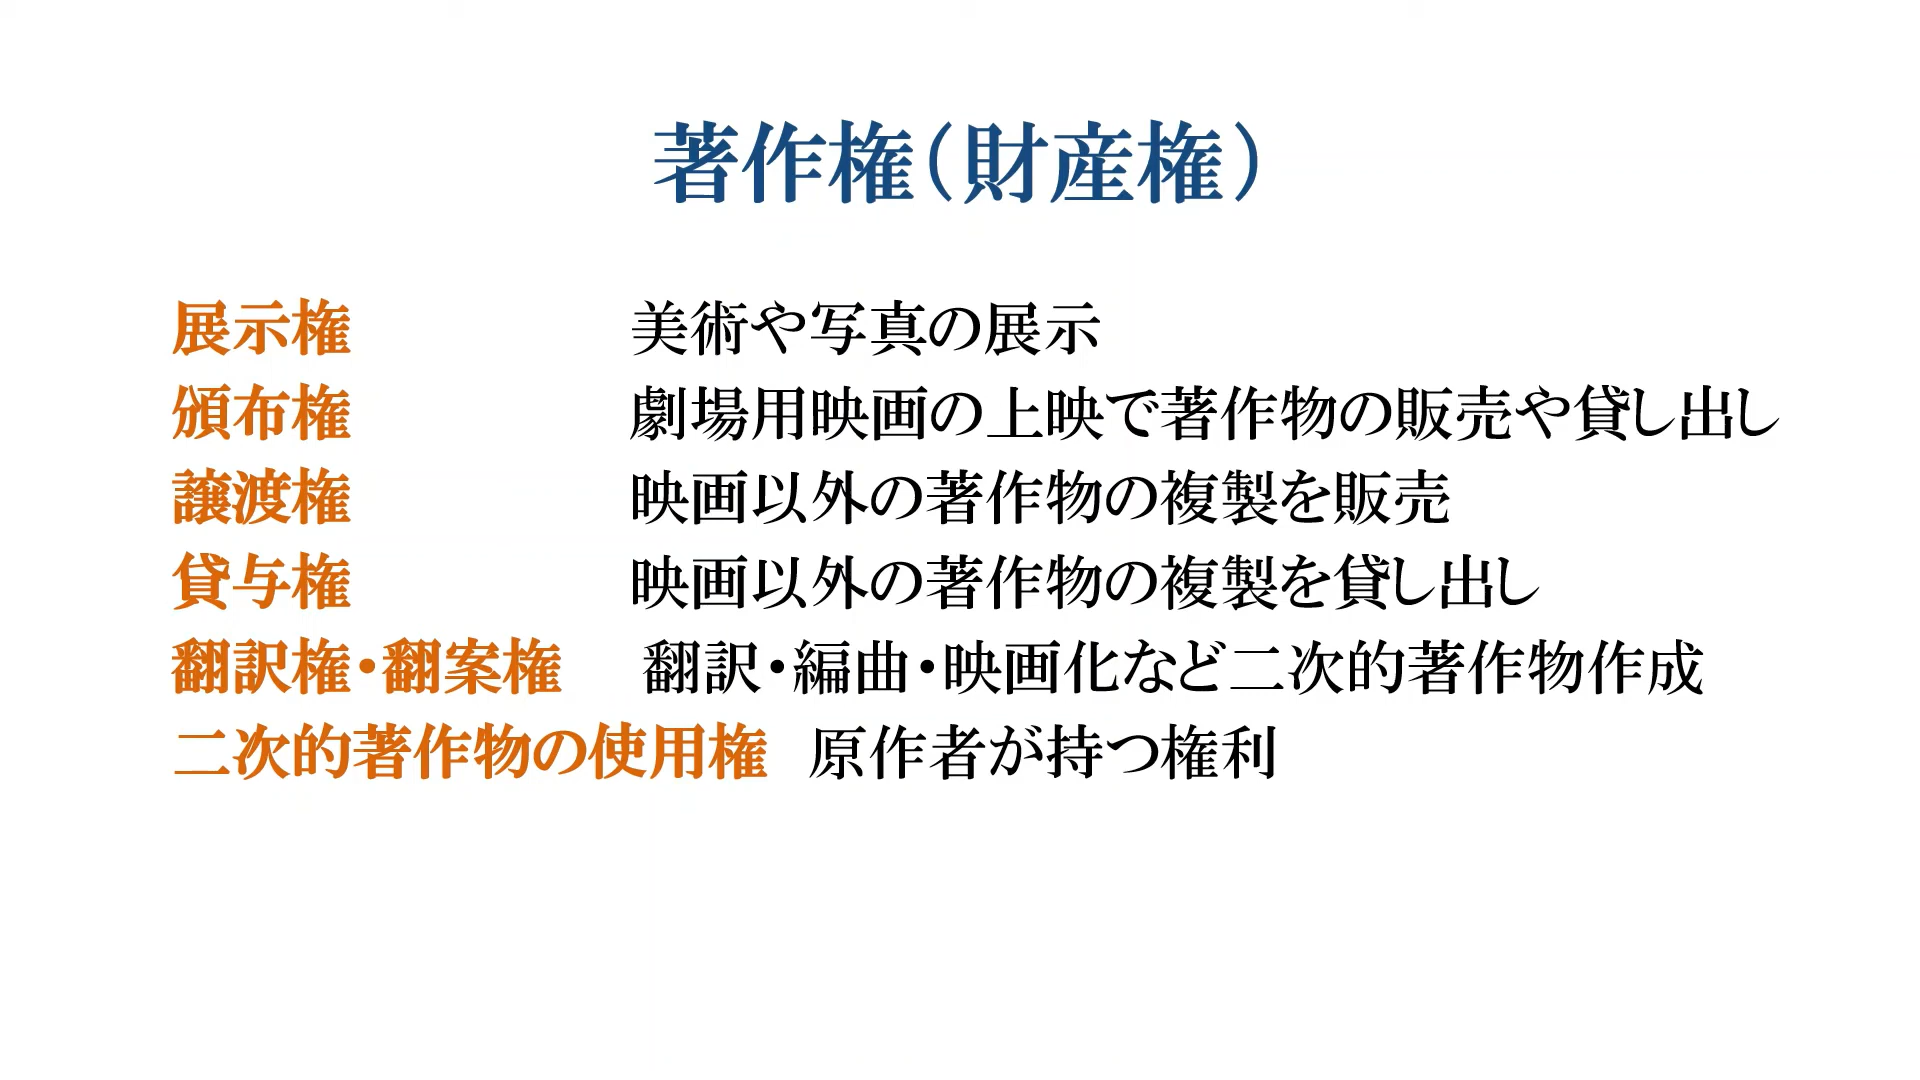 著作権（財産権）
展示権 美術や写真の展示
頒布権 劇場用映画の上映で著作物の販売や貸し出し
譲渡権 映画以外の著作物の複製を販売
貸与権 映画以外の著作物の複製を貸し出し
翻訳権・翻案権 翻訳・編曲・映画化など二次的著作物作成
二次的著作物の使用権 原作者が持つ権利